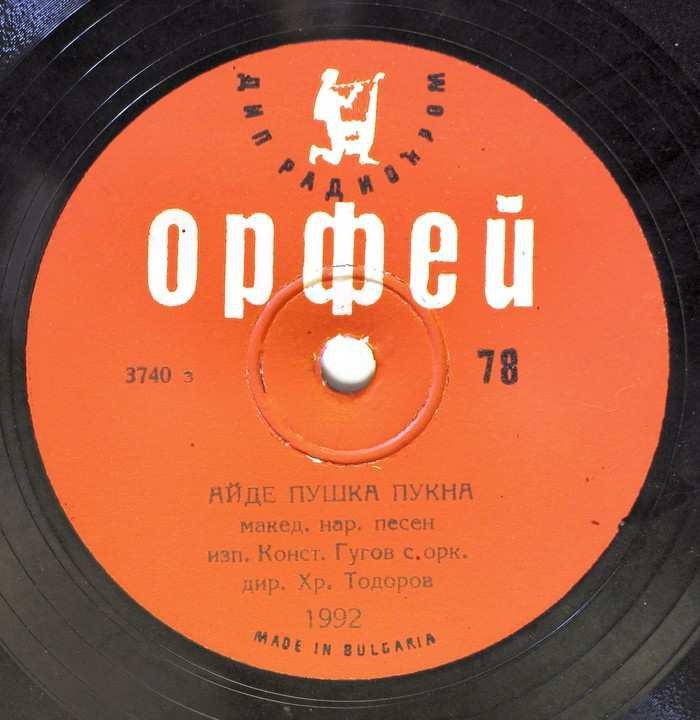 ДИП РАДИОПРОМ
ОРФЕЙ
3740 з
78
АЙДЕ ПУШКА ПУКНА
макед. нар. песен
изп. Конст. Гугов с.орк.
дир. Хр. Тодоров
1992
MADE IN BULGARIA